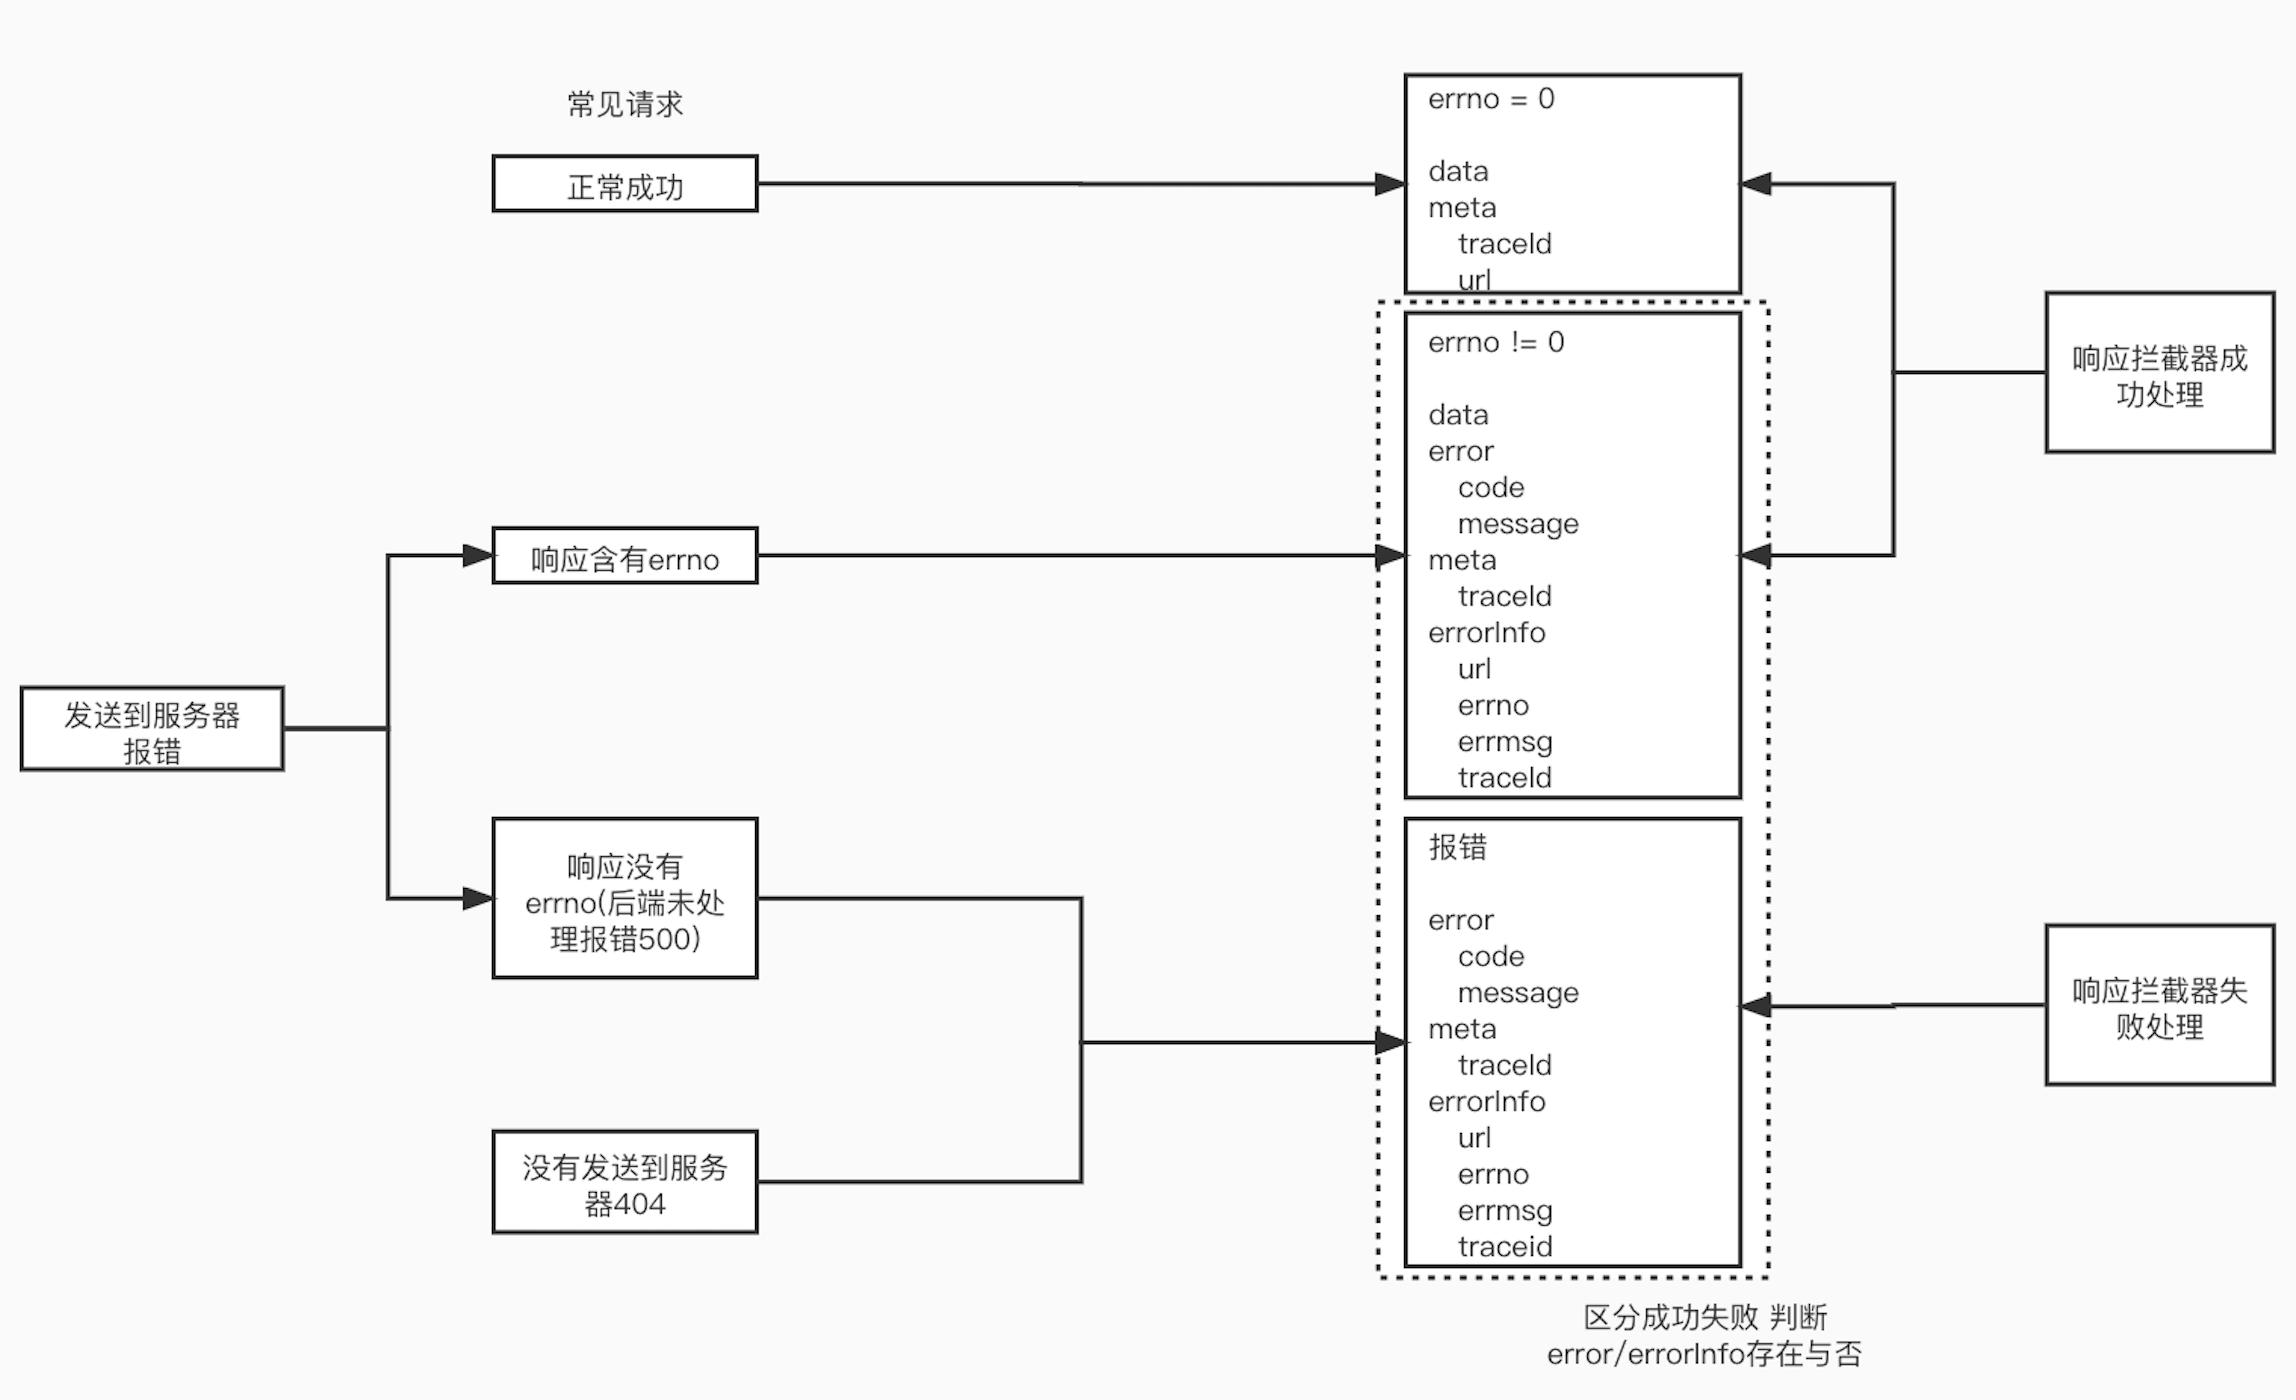 常见请求
正常成功
errno = 0
data
meta
traceId
url
响应拦截器成
功处理
errno != 0
data
error
code
message
meta
traceId
errorInfo
url
errno
errmsg
traceId
响应含有errno
发送到服务器
报错
响应没有
errno(后端未处
理报错500)
没有发送到服务
器404
报错
error
code
message
meta
traceId
errorInfo
url
errno
errmsg
traceid
响应拦截器失
败处理
区分成功失败 判断
error/errorInfo存在与否